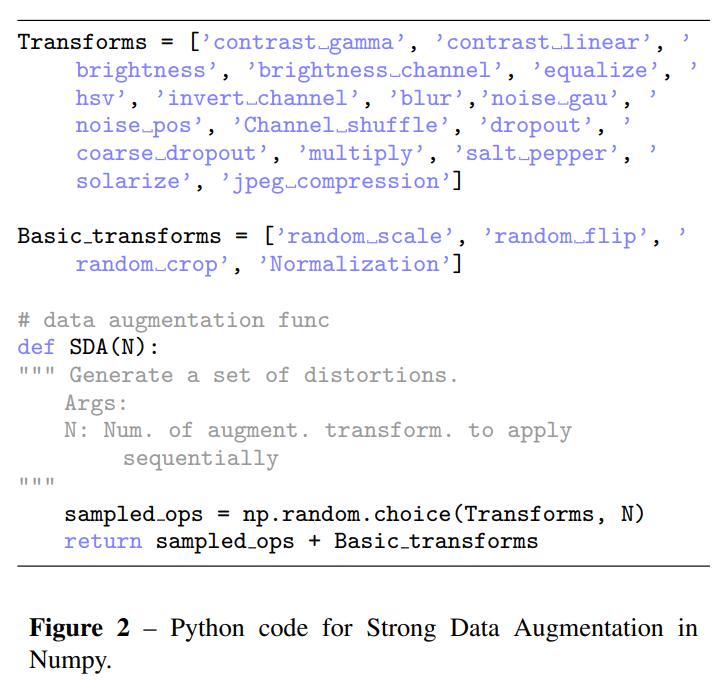 Transforms = ['contrast_gamma', 'contrast_linear', '
brightness', 'brightness_channel', 'equalize', '
hsv', 'invert_channel', 'blur','noise_gau', '
noise_pos', 'Channel_shuffle', 'dropout', '
coarse_dropout', 'multiply', 'salt_pepper', '
solarize', 'jpeg_compression']
Basic_transforms = ['random_scale', 'random_flip', '
random_crop', 'Normalization']
# data augmentation func
def SDA(N):
""" Generate a set of distortions.
Args:
N: Num. of augment. transform. to apply
sequentially
"""
sampled_ops = np.random.choice(Transforms, N)
return sampled_ops + Basic_transforms
Figure 2 – Python code for Strong Data Augmentation in
Numpy.